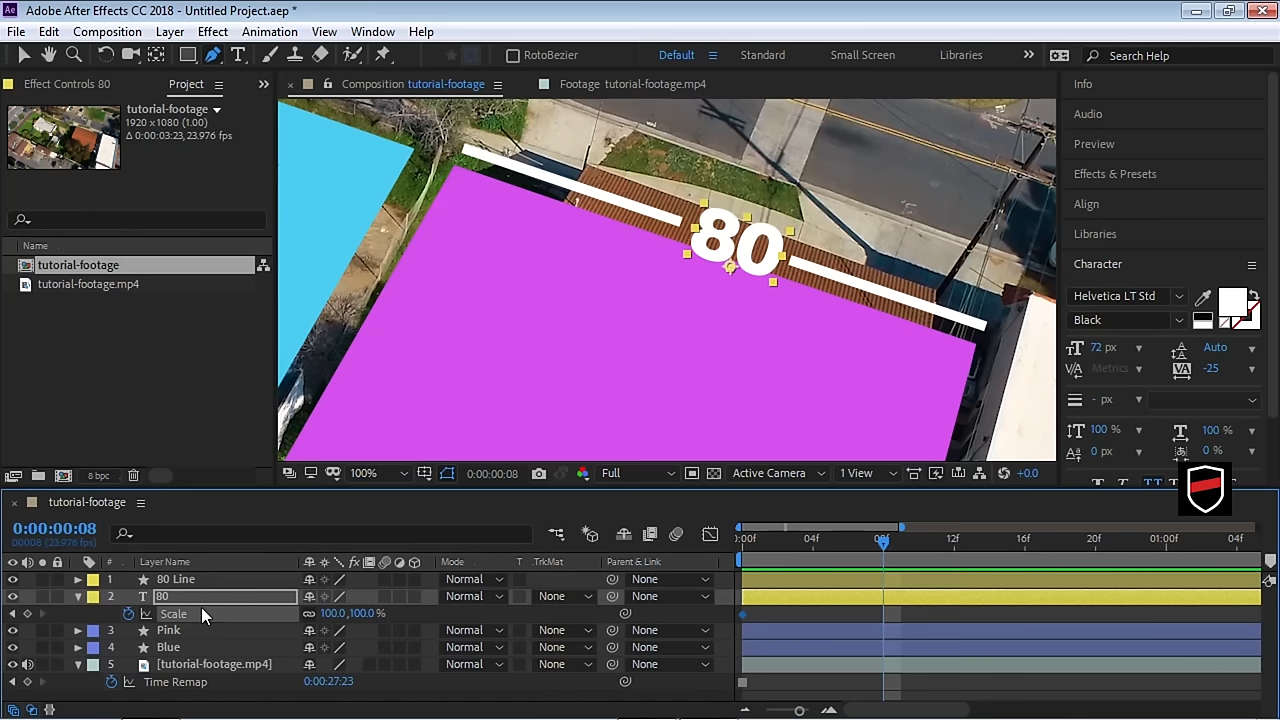 Ae Adobe After Effects CC 2018 - Untitled Project.aep *
File Edit Composition Layer Effect Animation View Window Help
RotoBezier Default Standard Small Screen Libraries Search Help
Effect Controls 80 Project
Composition tutorial-footage
Footage tutorial-footage.mp4
tutorial-footage
1920 x1080 (1.00)
Δ 0:00:03:23, 23.976 fps
Name
tutorial-footage
tutorial-footage.mp4
8 bpc
80
100% 0:00:00:08 Full Active Camera 1 View +0.0
Info
Audio
Preview
Effects & Presets
Align
Libraries
Character
Helvetica LT Std
Black
72 px Auto
Metrics -25
- px
100 % 100 %
0 px 0 %
tutorial-footage
0:00:00:08
00008 (23.976 fps)
:00f 04f 08f 12f 16f 20f 01:00f 04f
# Layer Name Mode T .TrkMat Parent & Link
1 80 Line Normal None
2 T 80 Normal None None
Scale 100.0,100.0%
3 Pink Normal None None
4 Blue Normal None None
5 [tutorial-footage.mp4] Normal None None
Time Remap 0:00:27:23